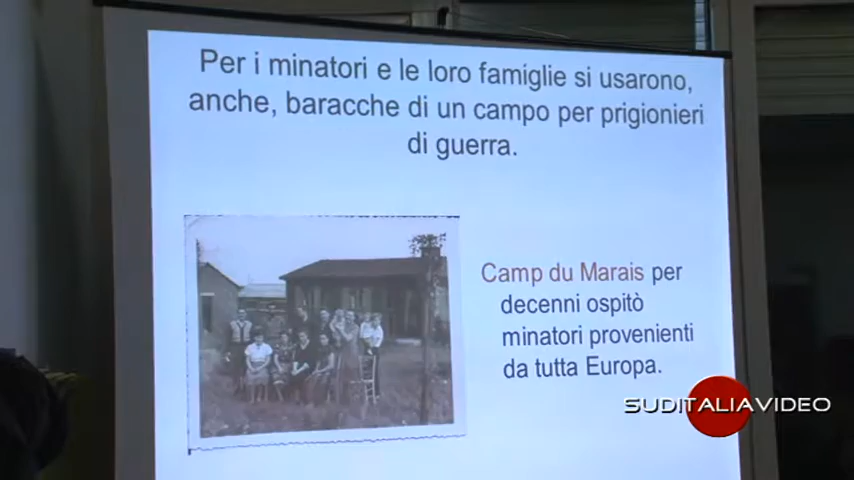 Per i minatori e le loro famiglie si usarono,
anche, baracche di un campo per prigionieri
di guerra.
Camp du Marais per
decenni ospitò
minatori provenienti
da tutta Europa.
SUDITALIAVIDEO